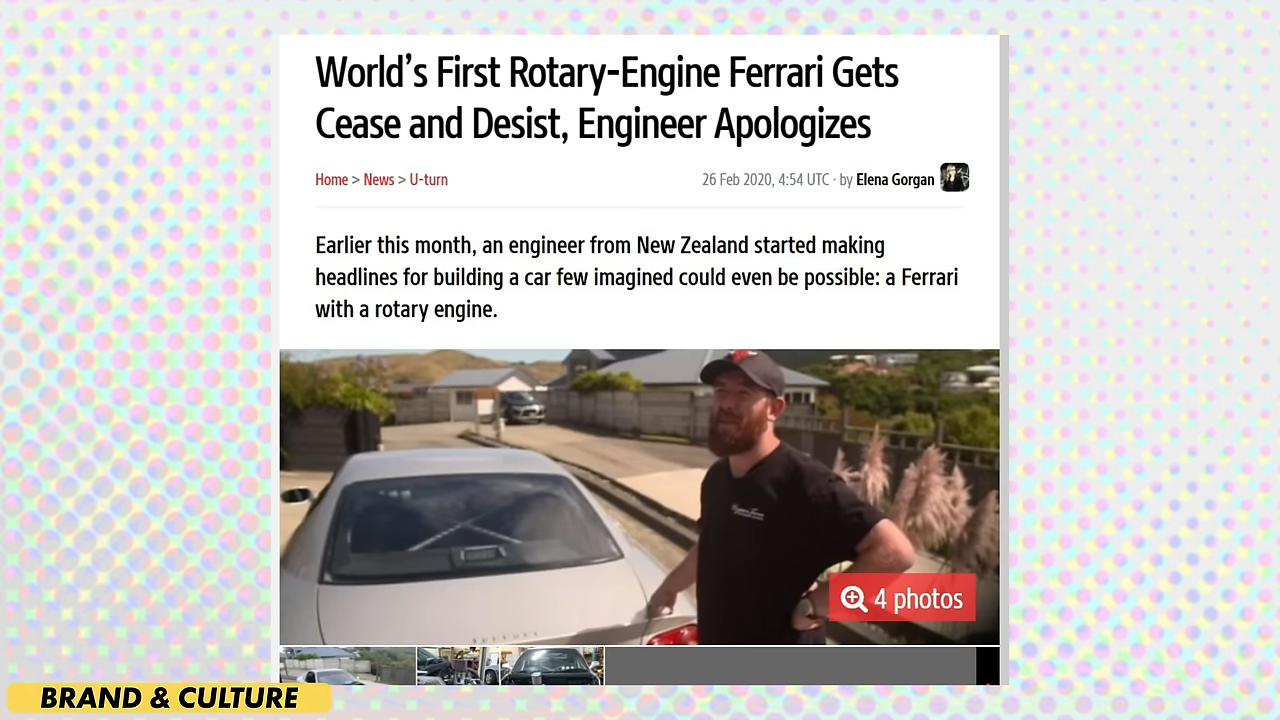 World’s First Rotary-Engine Ferrari Gets
Cease and Desist, Engineer Apologizes
Home > News > U-turn
26 Feb 2020, 4:54 UTC · by Elena Gorgan
Earlier this month, an engineer from New Zealand started making
headlines for building a car few imagined could even be possible: a Ferrari
with a rotary engine.
4 photos
BRAND & CULTURE